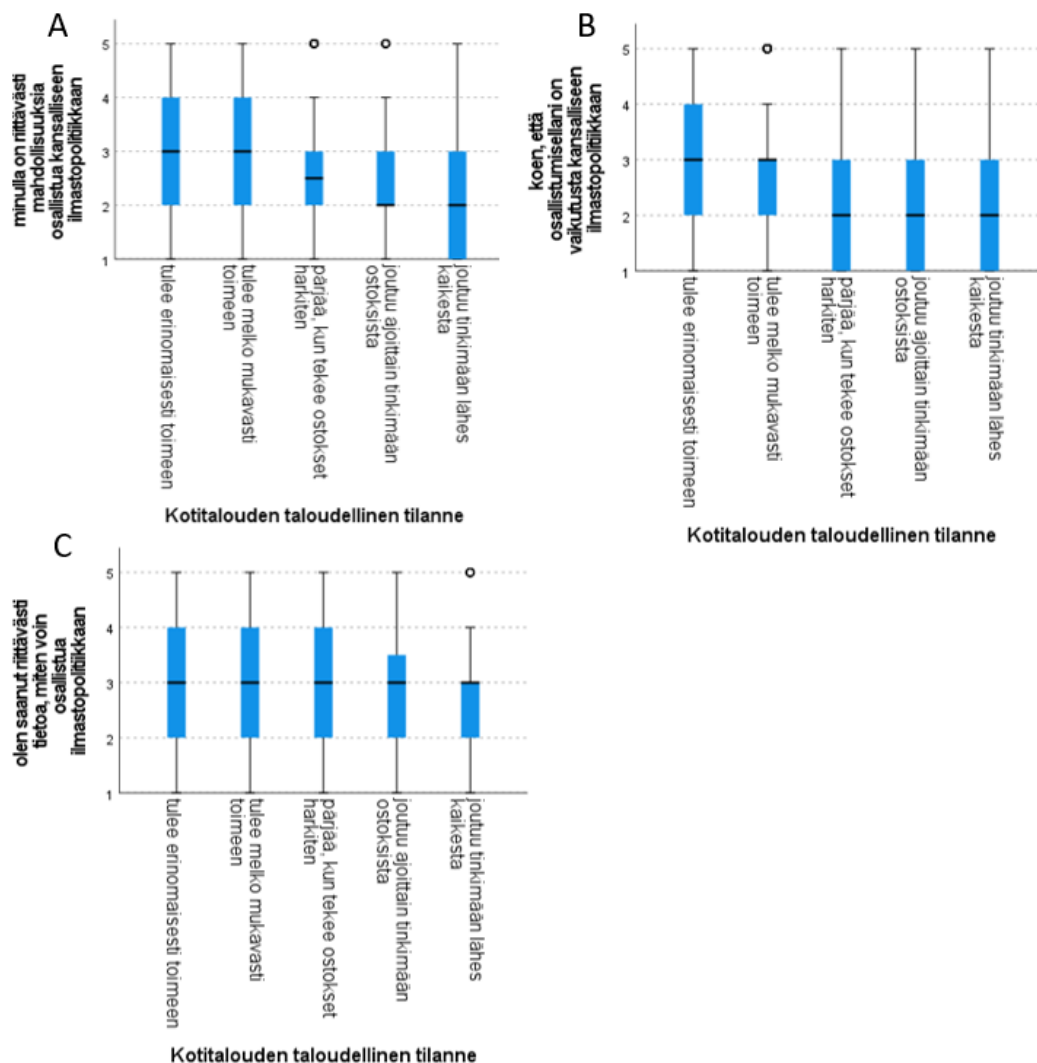 A
minulla on riittävästi
mahdollisuuksia
osallistua kansalliseen
ilmastopolitiikkaan
5
4
3
2
1
tulee erinomaisesti toimeen
tulee melko mukavasti
toimeen
pärjää, kun tekee ostokset
harkiten
joutuu ajoittain tinkimään
ostoksista
joutuu tinkimään lähes
kaikesta
Kotitalouden taloudellinen tilanne
B
koen, että
osallistumisellani on
vaikutusta kansalliseen
ilmastopolitiikkaan
5
4
3
2
1
tulee erinomaisesti toimeen
tulee melko mukavasti
toimeen
pärjää, kun tekee ostokset
harkiten
joutuu ajoittain tinkimään
ostoksista
joutuu tinkimään lähes
kaikesta
Kotitalouden taloudellinen tilanne
C
olen saanut riittävästi
tietoa, miten voin
osallistua
ilmastopolitiikkaan
5
4
3
2
1
tulee erinomaisesti toimeen
tulee melko mukavasti
toimeen
pärjää, kun tekee ostokset
harkiten
joutuu ajoittain tinkimään
ostoksista
joutuu tinkimään lähes
kaikesta
Kotitalouden taloudellinen tilanne